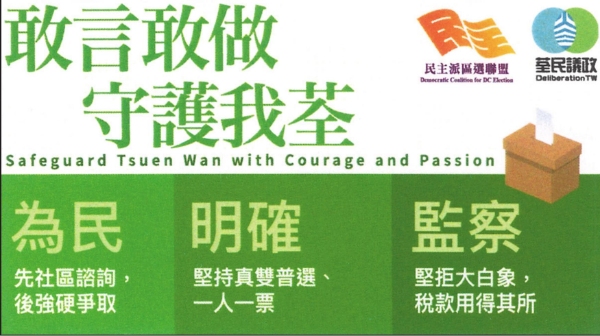 敢言敢做
守護我荃
民主
民主派區選聯盟
Democratic Coalition for DC Election
荃民議政
DeliberationTW
Safeguard Tsuen Wan with Courage and Passion
為民
先社區諮詢，
後強硬爭取
明確
堅持真雙普選、
一人一票
監察
堅拒大白象，
稅款用得其所